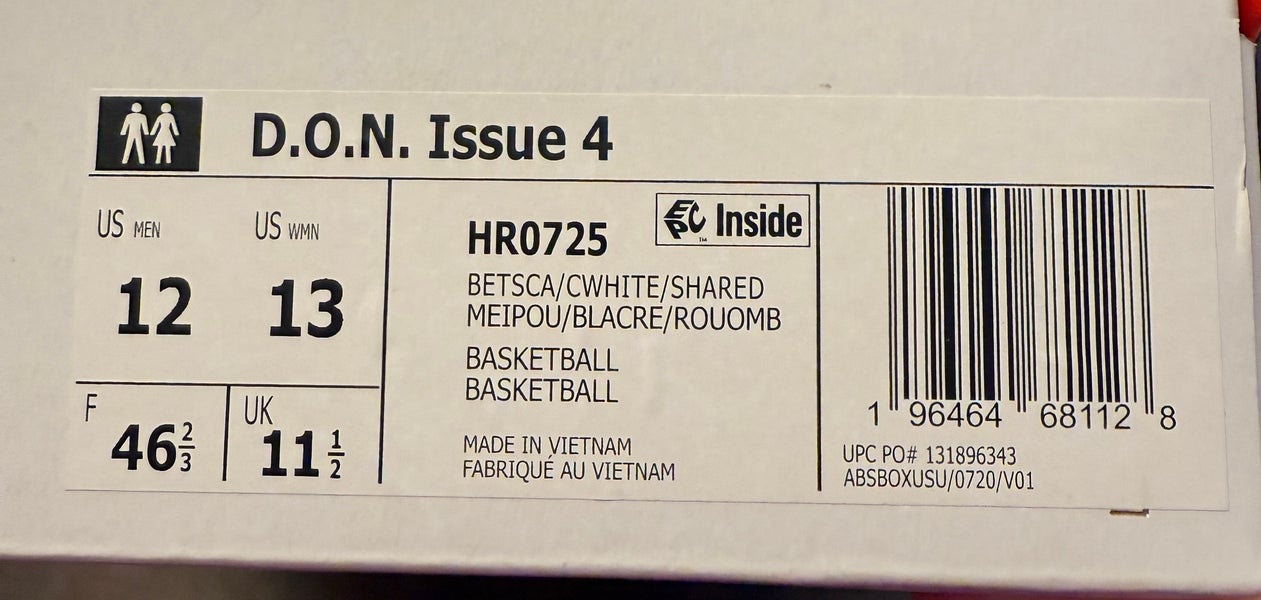 D.O.N. Issue 4
US MEN US WMN
12 13
F 46 2/3
UK 11 1/2
HR0725
EPC Inside
™
BETSCA/CWHITE/SHARED
MEIPOU/BLACRE/ROUOMB
BASKETBALL
BASKETBALL
MADE IN VIETNAM
FABRIQUÉ AU VIETNAM
1 96464 68112 8
UPC PO# 131896343
ABSBOXUSU/0720/V01